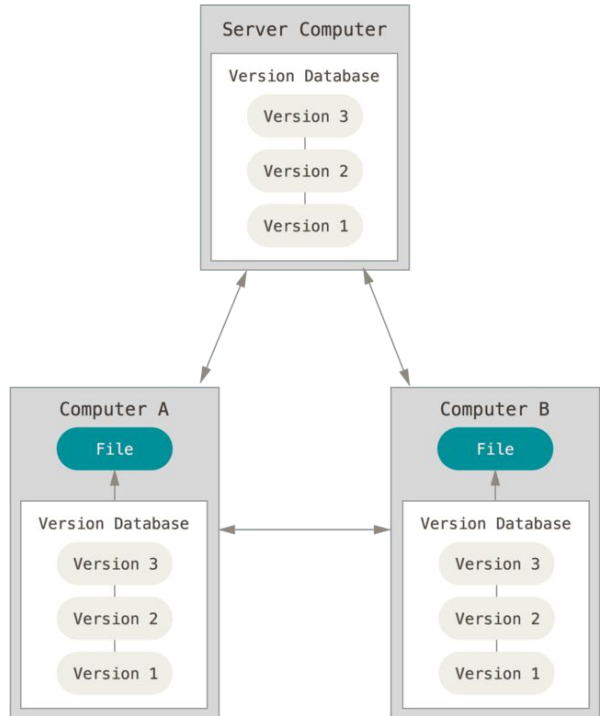 Server Computer
Version Database
Version 3
Version 2
Version 1
Computer A
File
Version Database
Version 3
Version 2
Version 1
Computer B
File
Version Database
Version 3
Version 2
Version 1